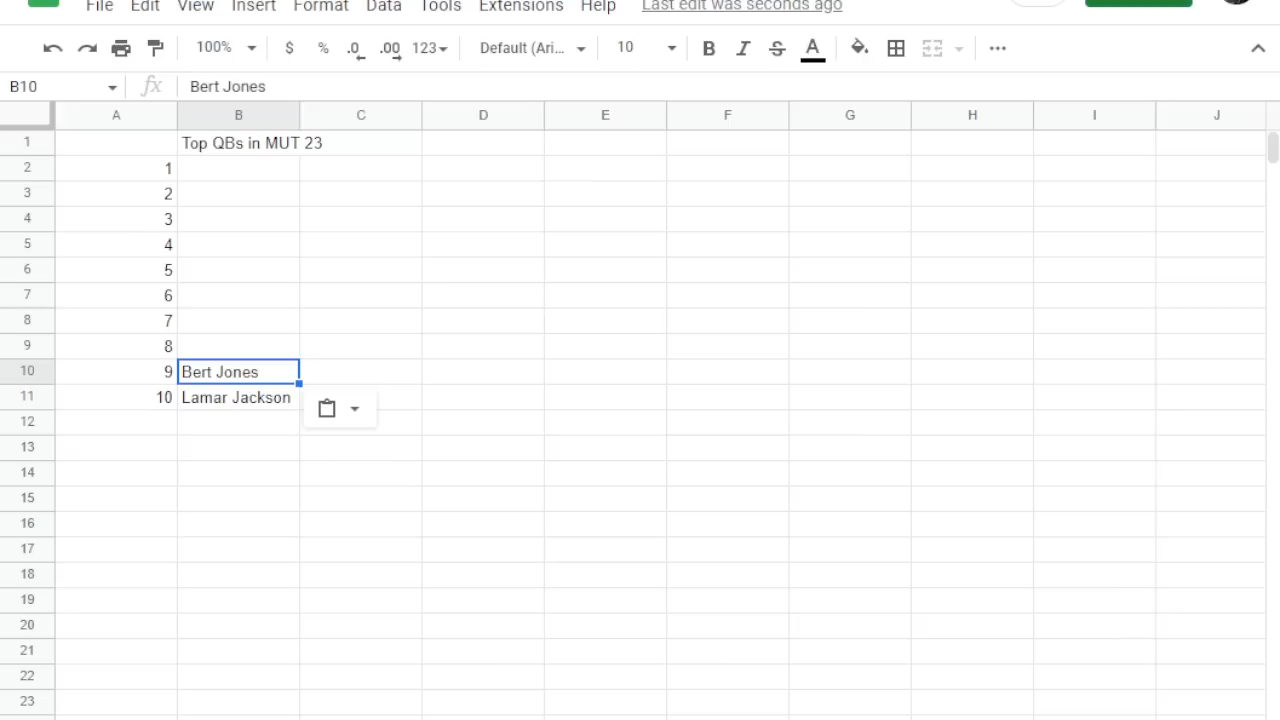 File Edit View Insert Format Data Tools Extensions Help Last edit was seconds ago
100% $ % .0 .00 123 Default (Ari... 10 B I S A
B10 fx Bert Jones
A B C D E F G H I J
1 Top QBs in MUT 23
2 1
3 2
4 3
5 4
6 5
7 6
8 7
9 8
10 9 Bert Jones
11 10 Lamar Jackson
12
13
14
15
16
17
18
19
20
21
22
23